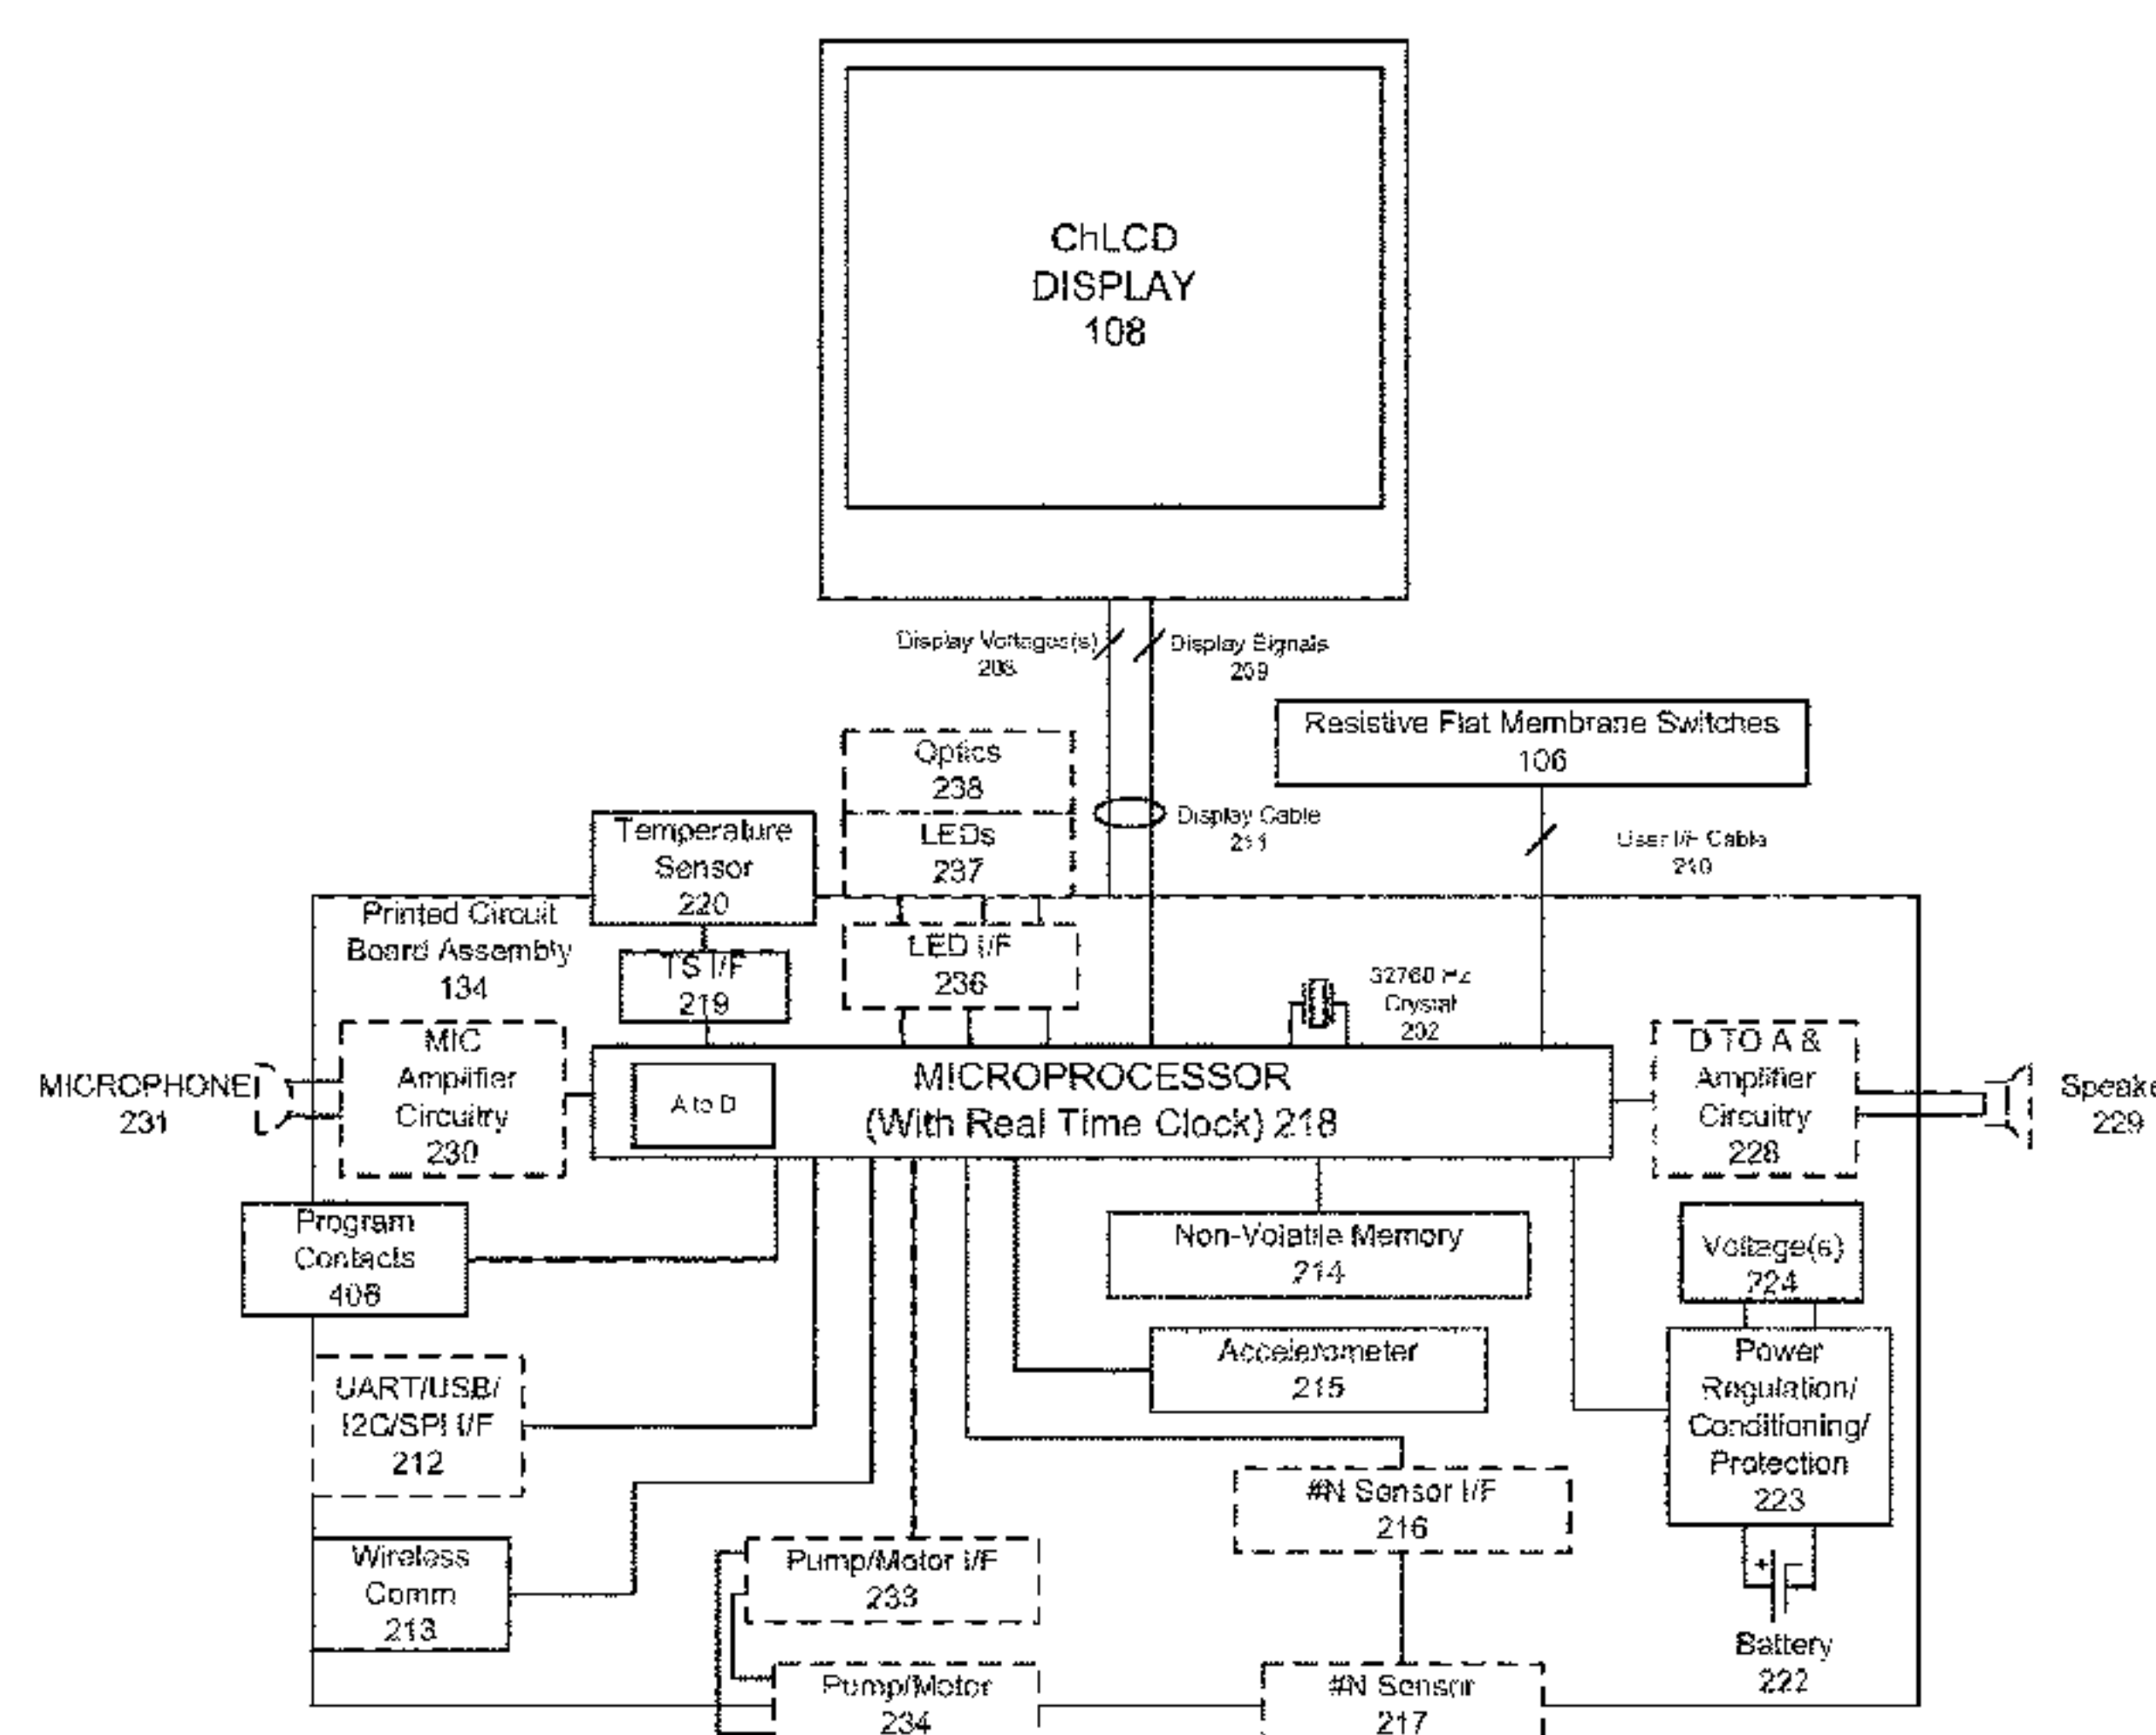 ChLCD
DISPLAY
108
Display Voltages(s)
208
Display Signals
209
Resistive Flat Membrane Switches
106
Optics
238
LEDs
237
Display Cable
211
User I/F Cable
210
Temperature
Sensor
220
Printed Circuit
Board Assembly
134
TS I/F
219
LED I/F
236
Crystal
202
MICROPHONE
231
MIC
Amplifier
Circuitry
230
A to D
MICROPROCESSOR
(With Real Time Clock) 218
D TO A &
Amplifier
Circuitry
228
Speake
229
Program
Contacts
Non-Volatile Memory
214
Voltage(s)
224
Accelerometer
215
Power
Regulation/
Conditioning/
Protection
223
UART/USB/
I2C/SPI I/F
212
#N Sensor I/F
216
Wireless
Comm
213
Pump/Motor I/F
233
+
Battery
222
Pump/Motor
234
#N Sensor
217